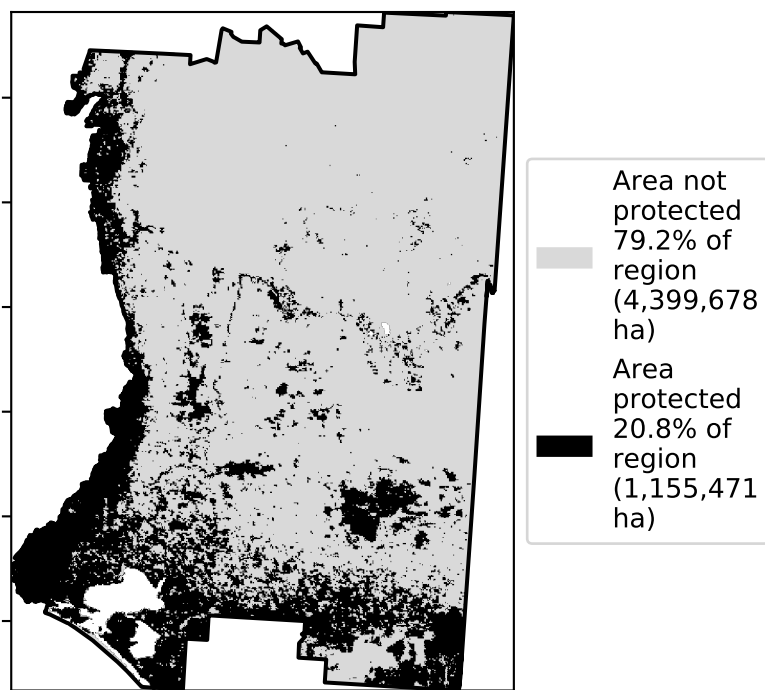 Area not
protected
79.2% of
region
(4,399,678
ha)
Area
protected
20.8% of
region
(1,155,471
ha)